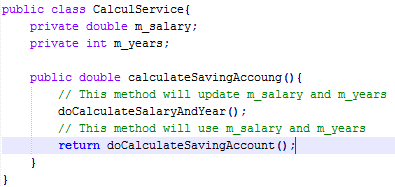 public class CalculService{
private double m_salary;
private int m_years;
public double calculateSavingAccoung(){
// This method will update m_salary and m_years
doCalculateSalaryAndYear();
// This method will use m_salary and m_years
return doCalculateSavingAccount();
}
}